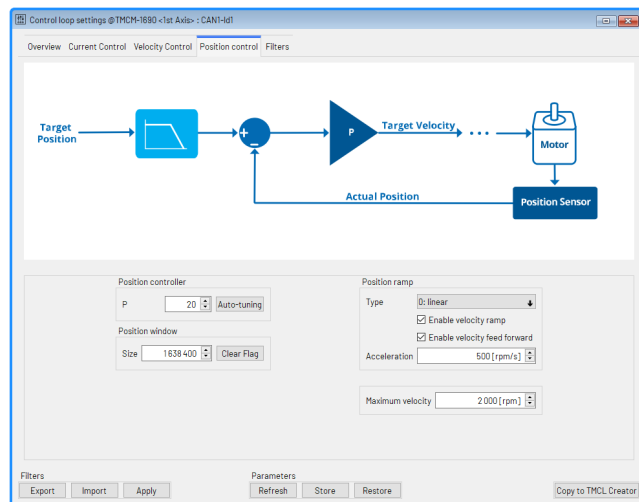 Control loop settings @TMCM-1690 <1st Axis> : CAN1-Id1
Overview Current Control Velocity Control Position control Filters
Target
Position
P
Target Velocity
Motor
Actual Position
Position Sensor
Position controller
P 20 Auto-tuning
Position window
Size 1 638 400 Clear Flag
Position ramp
Type 0: linear
Enable velocity ramp
Enable velocity feed forward
Acceleration 500 [rpm/s]
Maximum velocity 2 000 [rpm]
Filters
Export Import Apply
Parameters
Refresh Store Restore
Copy to TMCL Creator